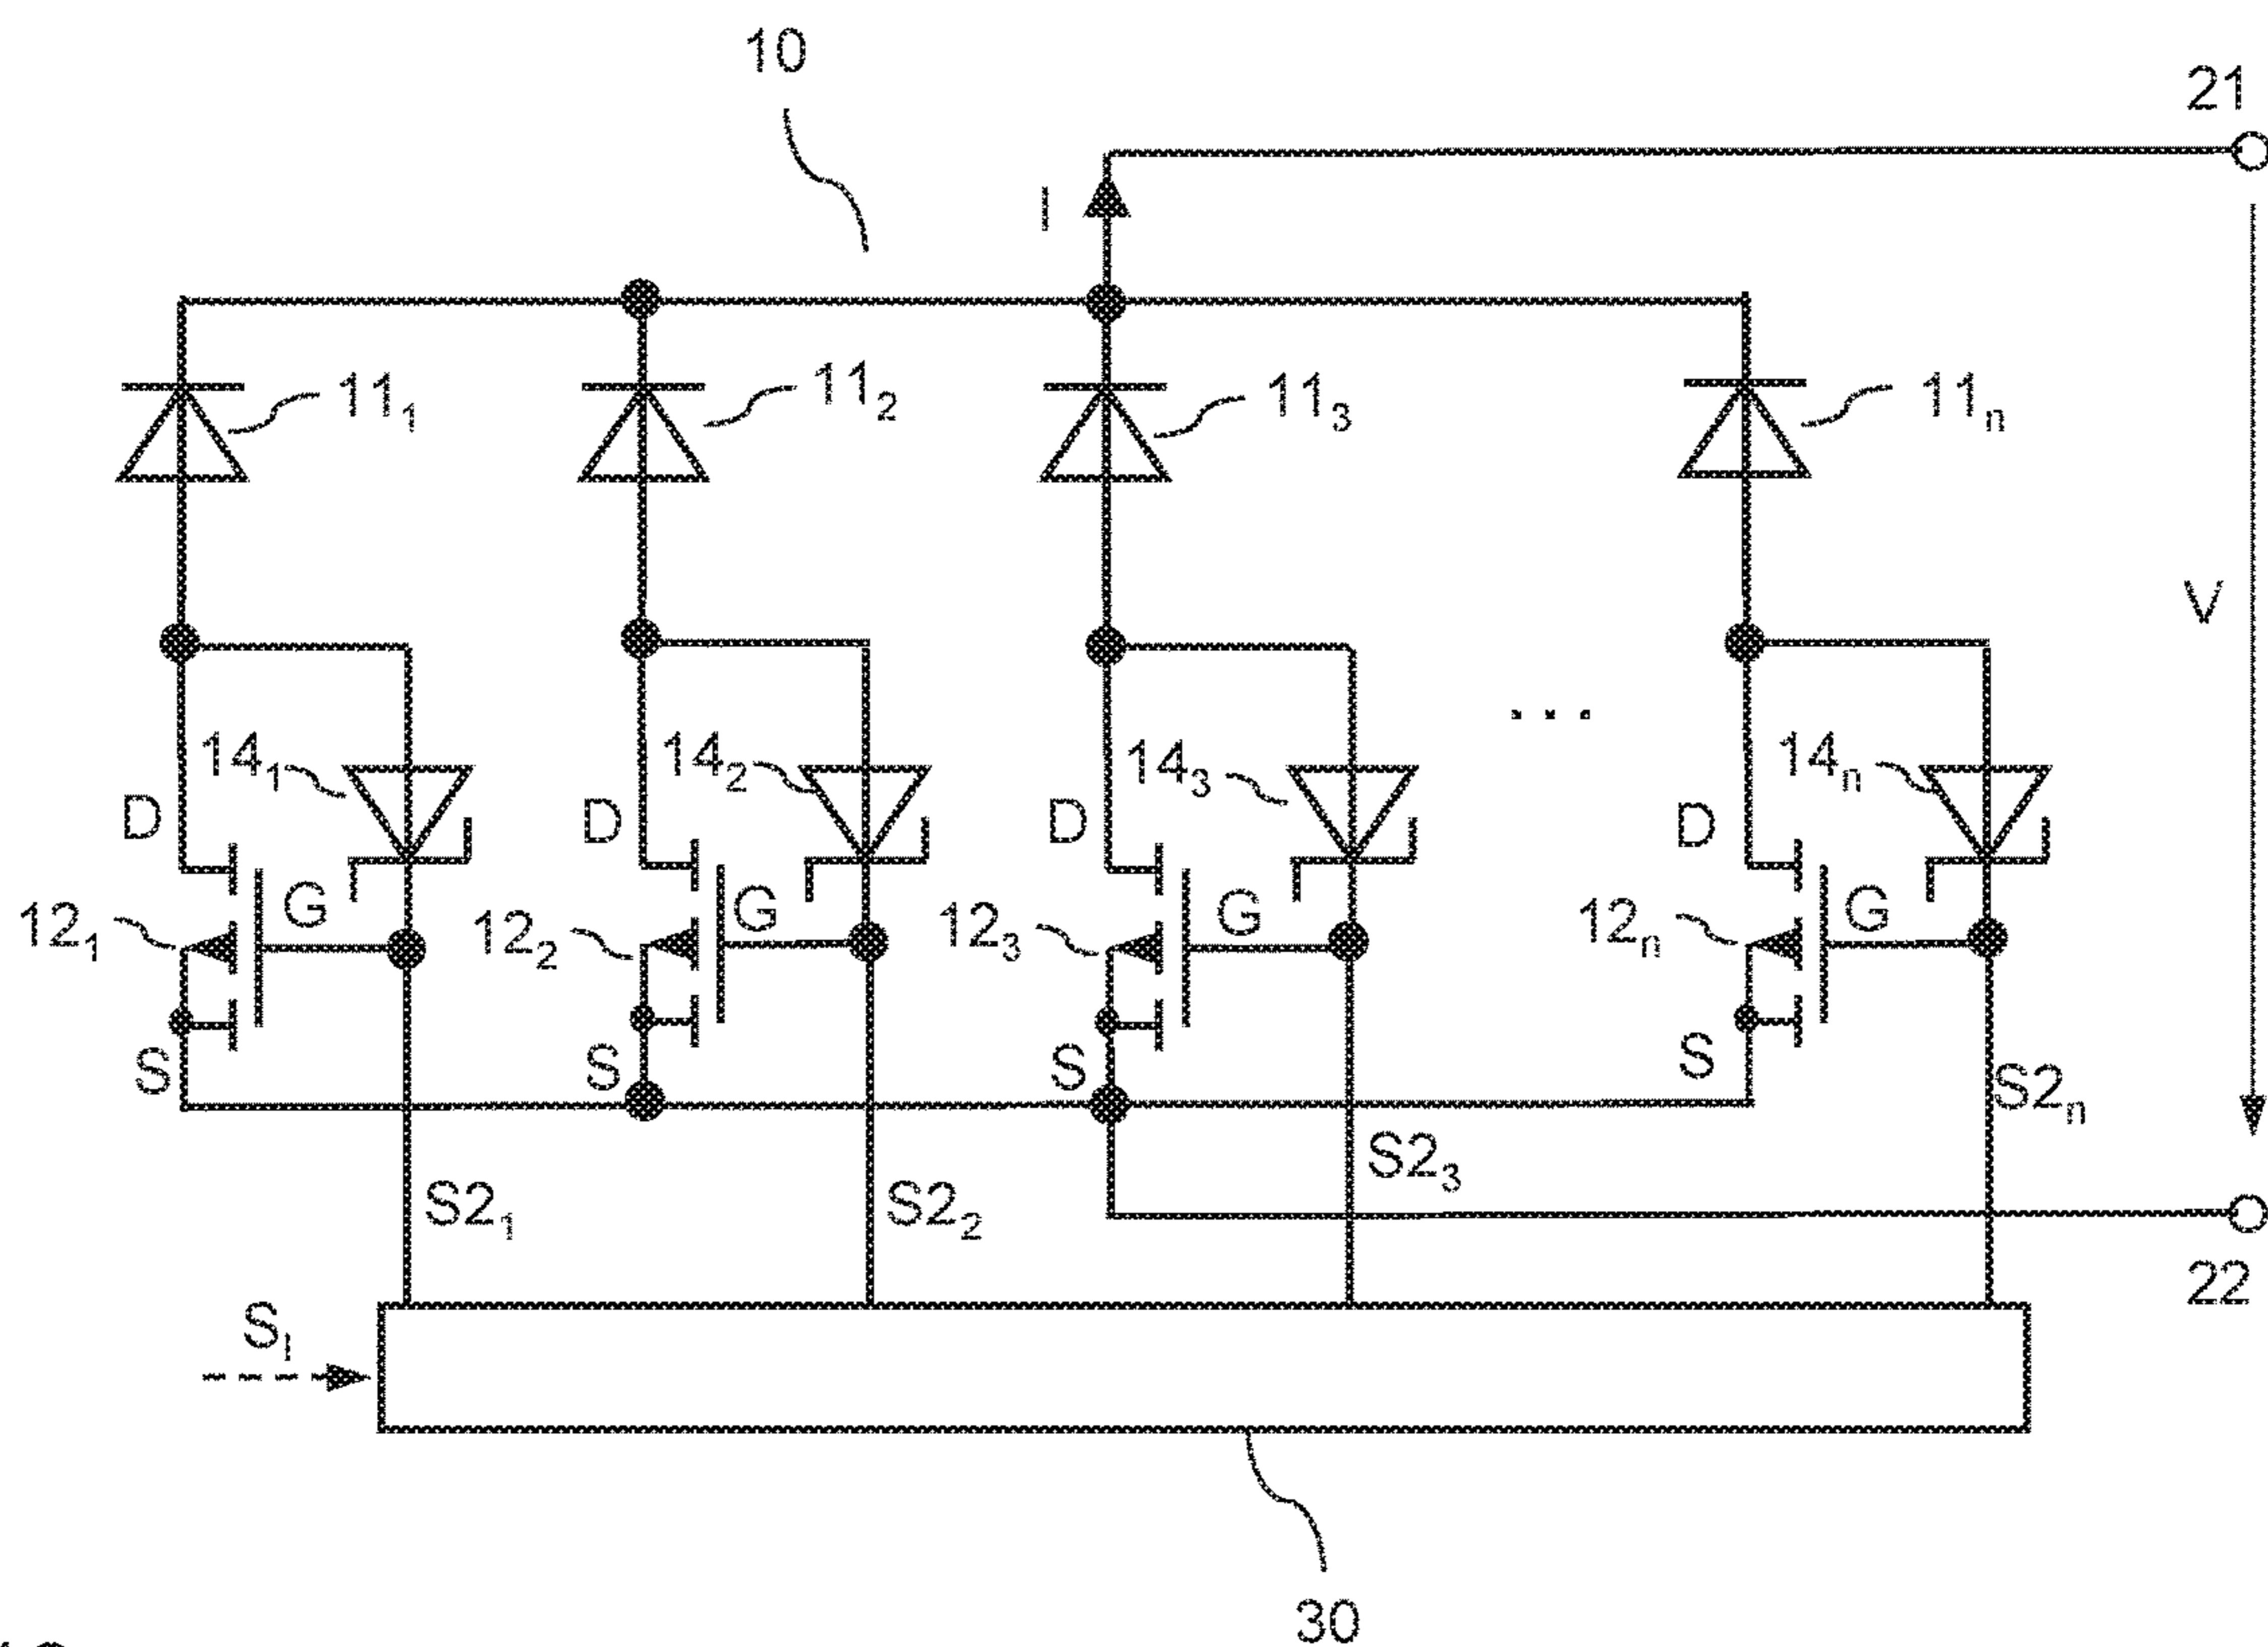 10
21
I
11₁
11₂
11₃
11ₙ
V
14₁
14₂
14₃
14ₙ
...
D
D
D
D
G
G
G
G
12₁
12₂
12₃
12ₙ
S
S
S
S
S2₁
S2₂
S2₃
S2ₙ
22
S_I
30